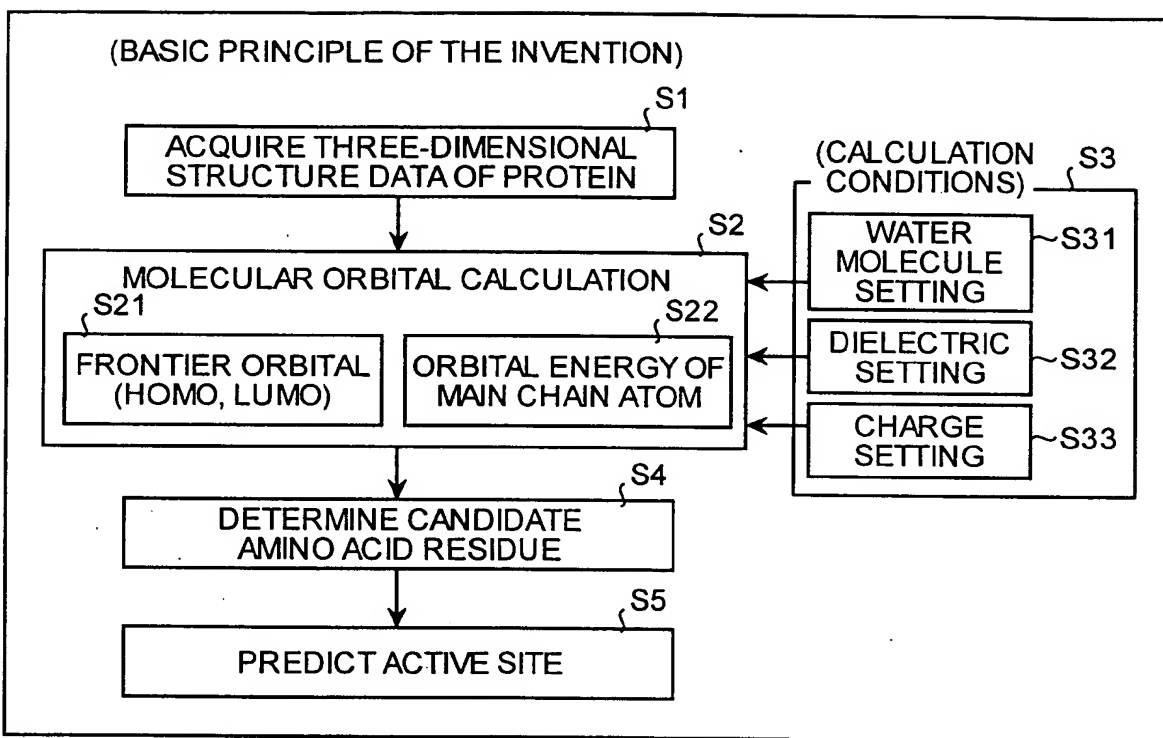 (BASIC PRINCIPLE OF THE INVENTION)
S1
ACQUIRE THREE-DIMENSIONAL
STRUCTURE DATA OF PROTEIN
S2
MOLECULAR ORBITAL CALCULATION
S21
FRONTIER ORBITAL
(HOMO, LUMO)
S22
ORBITAL ENERGY OF
MAIN CHAIN ATOM
(CALCULATION
CONDITIONS)
S3
WATER
MOLECULE
SETTING
S31
DIELECTRIC
SETTING
S32
CHARGE
SETTING
S33
S4
DETERMINE CANDIDATE
AMINO ACID RESIDUE
S5
PREDICT ACTIVE SITE